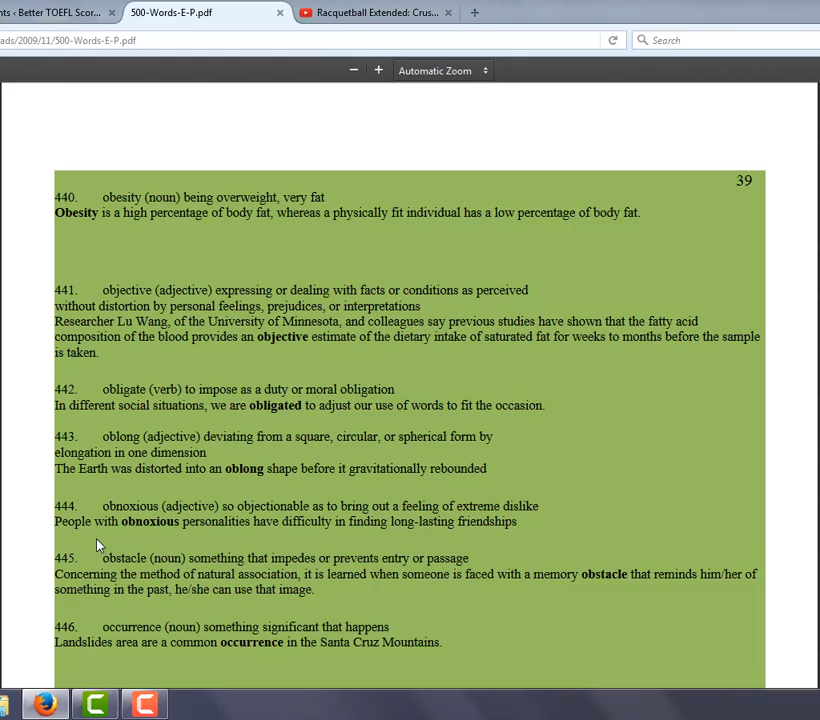 nts ‹ Better TOEFL Scor...
500-Words-E-P.pdf
Racquetball Extended: Crus...
ads/2009/11/500-Words-E-P.pdf
Search
Automatic Zoom
39
440. obesity (noun) being overweight, very fat
Obesity is a high percentage of body fat, whereas a physically fit individual has a low percentage of body fat.
441. objective (adjective) expressing or dealing with facts or conditions as perceived
without distortion by personal feelings, prejudices, or interpretations
Researcher Lu Wang, of the University of Minnesota, and colleagues say previous studies have shown that the fatty acid
composition of the blood provides an objective estimate of the dietary intake of saturated fat for weeks to months before the sample
is taken.
442. obligate (verb) to impose as a duty or moral obligation
In different social situations, we are obligated to adjust our use of words to fit the occasion.
443. oblong (adjective) deviating from a square, circular, or spherical form by
elongation in one dimension
The Earth was distorted into an oblong shape before it gravitationally rebounded
444. obnoxious (adjective) so objectionable as to bring out a feeling of extreme dislike
People with obnoxious personalities have difficulty in finding long-lasting friendships
445. obstacle (noun) something that impedes or prevents entry or passage
Concerning the method of natural association, it is learned when someone is faced with a memory obstacle that reminds him/her of
something in the past, he/she can use that image.
446. occurrence (noun) something significant that happens
Landslides area are a common occurrence in the Santa Cruz Mountains.